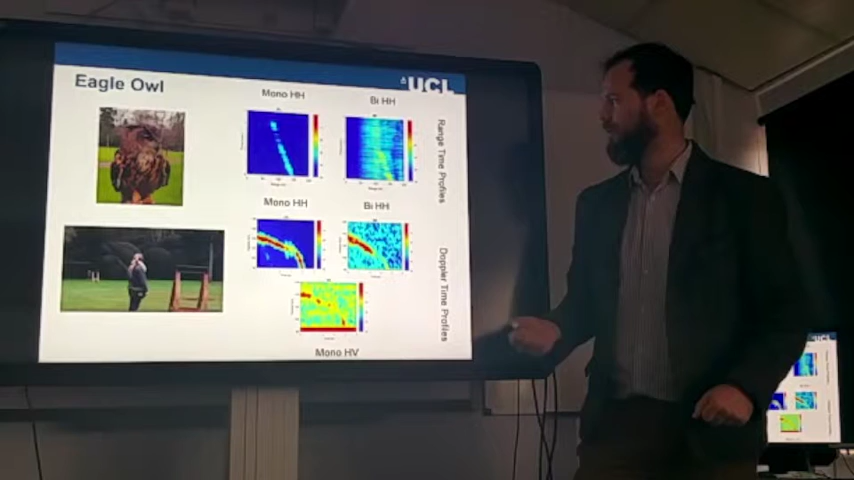 Eagle Owl
UCL
Mono HH
Bi HH
Range Time Profiles
Mono HH
Bi HH
Doppler Time Profiles
Mono HV
UCL